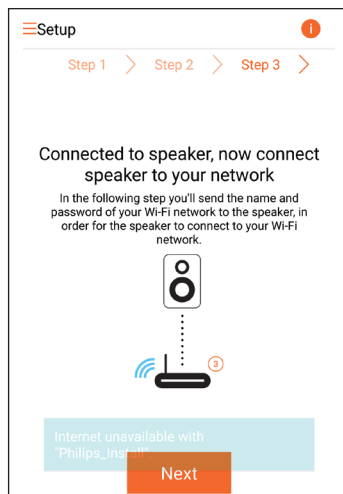 Setup
i
Step 1 Step 2 Step 3
Connected to speaker, now connect
speaker to your network
In the following step you'll send the name and
password of your Wi-Fi network to the speaker, in
order for the speaker to connect to your Wi-Fi
network.
3
Internet unavailable with
"Philips_Install"
Next